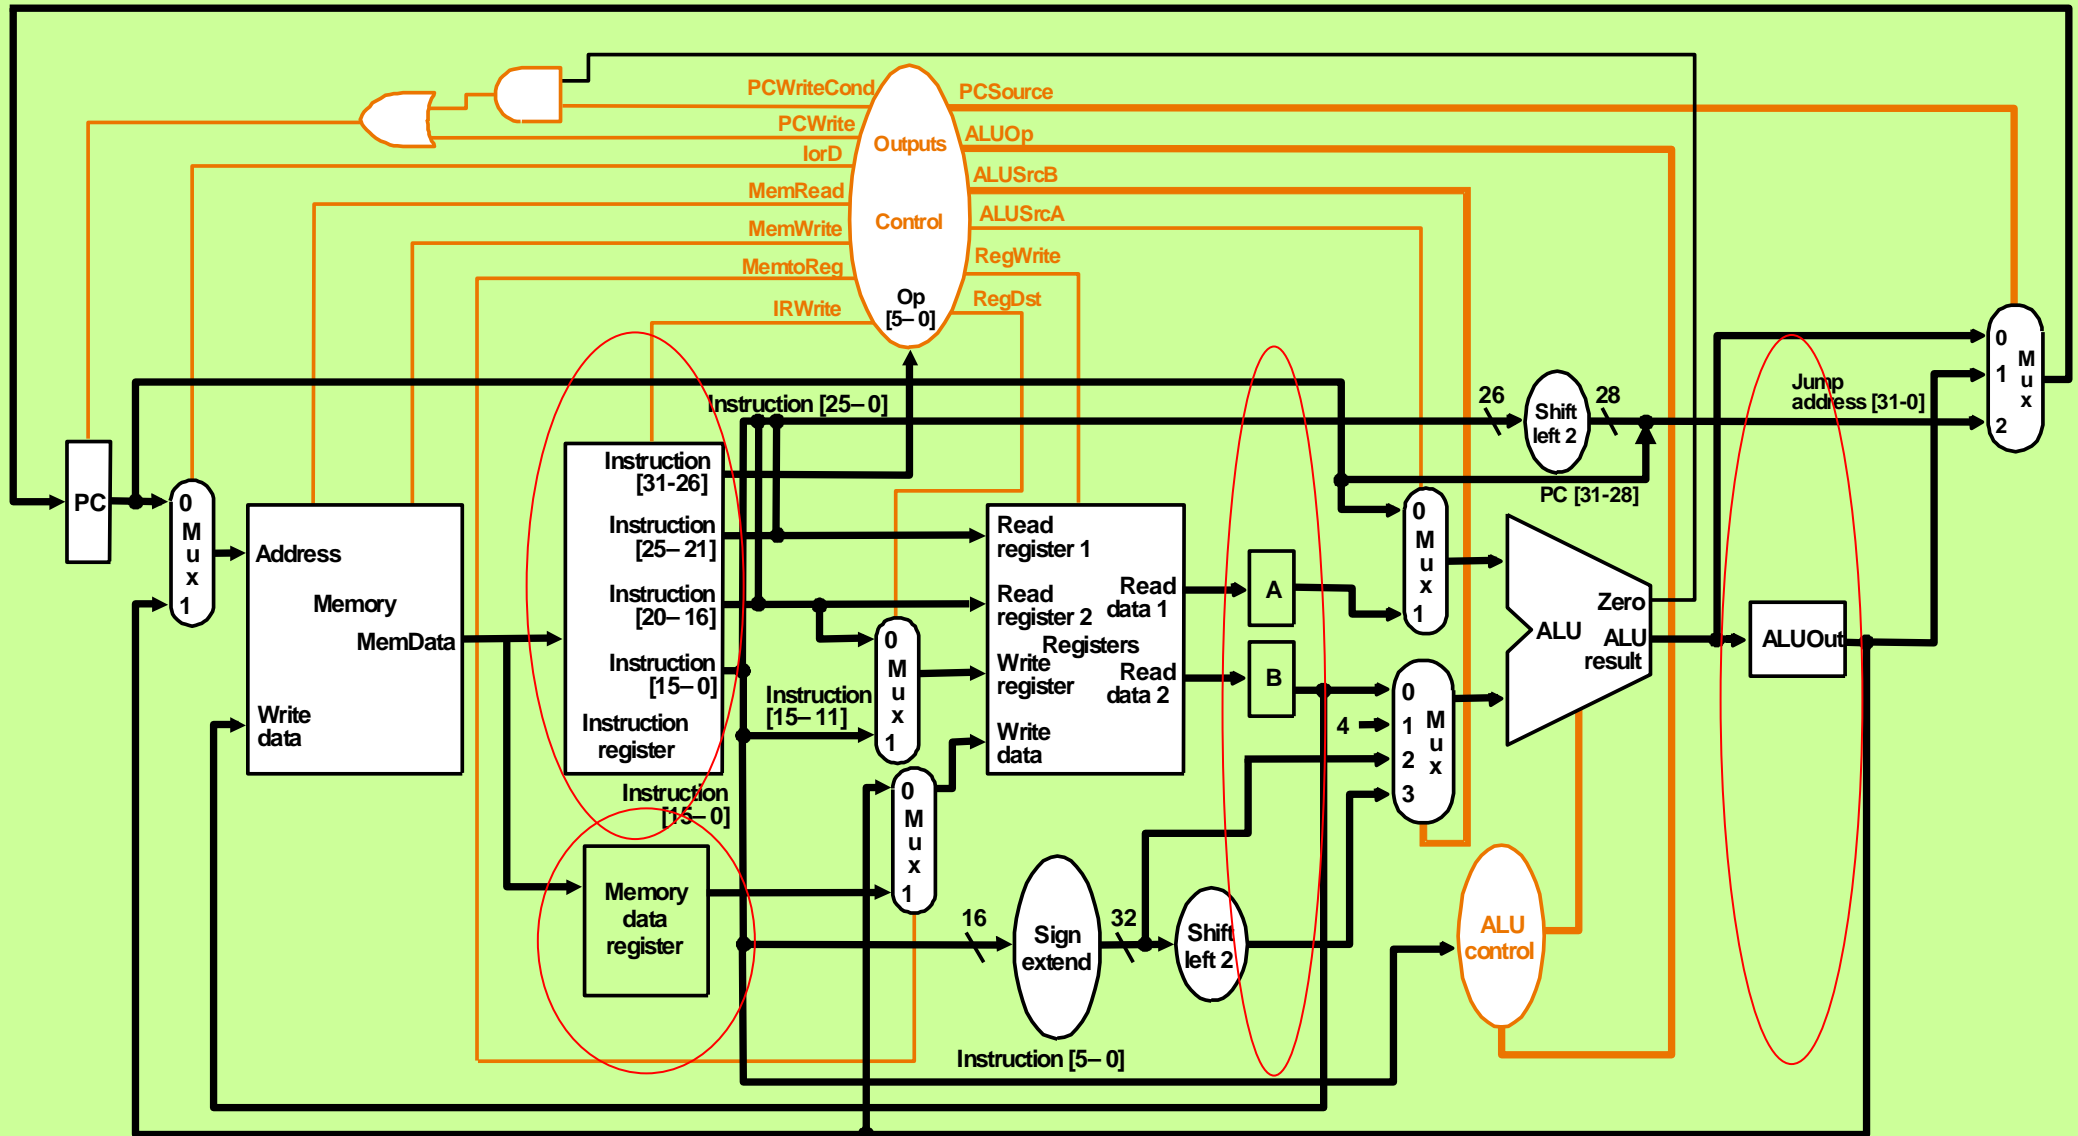 PCWriteCond
PCSource
PCWrite
ALUOp
Outputs
IorD
ALUSrcB
MemRead
ALUSrcA
MemWrite
Control
RegWrite
MemtoReg
RegDst
IRWrite
Op
[5–0]
Instruction [25–0]
26
Shift
left 2
28
Jump
address [31-0]
0
1
2
M
u
x
PC [31-28]
PC
0
M
u
x
1
Address
Memory
MemData
Write
data
Instruction
[31-26]
Instruction
[25–21]
Instruction
[20–16]
Instruction
[15–0]
Instruction
register
Instruction
[15–11]
0
M
u
x
1
Read
register 1
Read
register 2
Registers
Write
register
Write
data
Read
data 1
Read
data 2
A
B
0
M
u
x
1
4
0
1
2
3
M
u
x
Zero
ALU
ALU
result
ALUOut
Instruction
[15–0]
Memory
data
register
0
M
u
x
1
16
Sign
extend
32
Shift
left 2
ALU
control
Instruction [5–0]